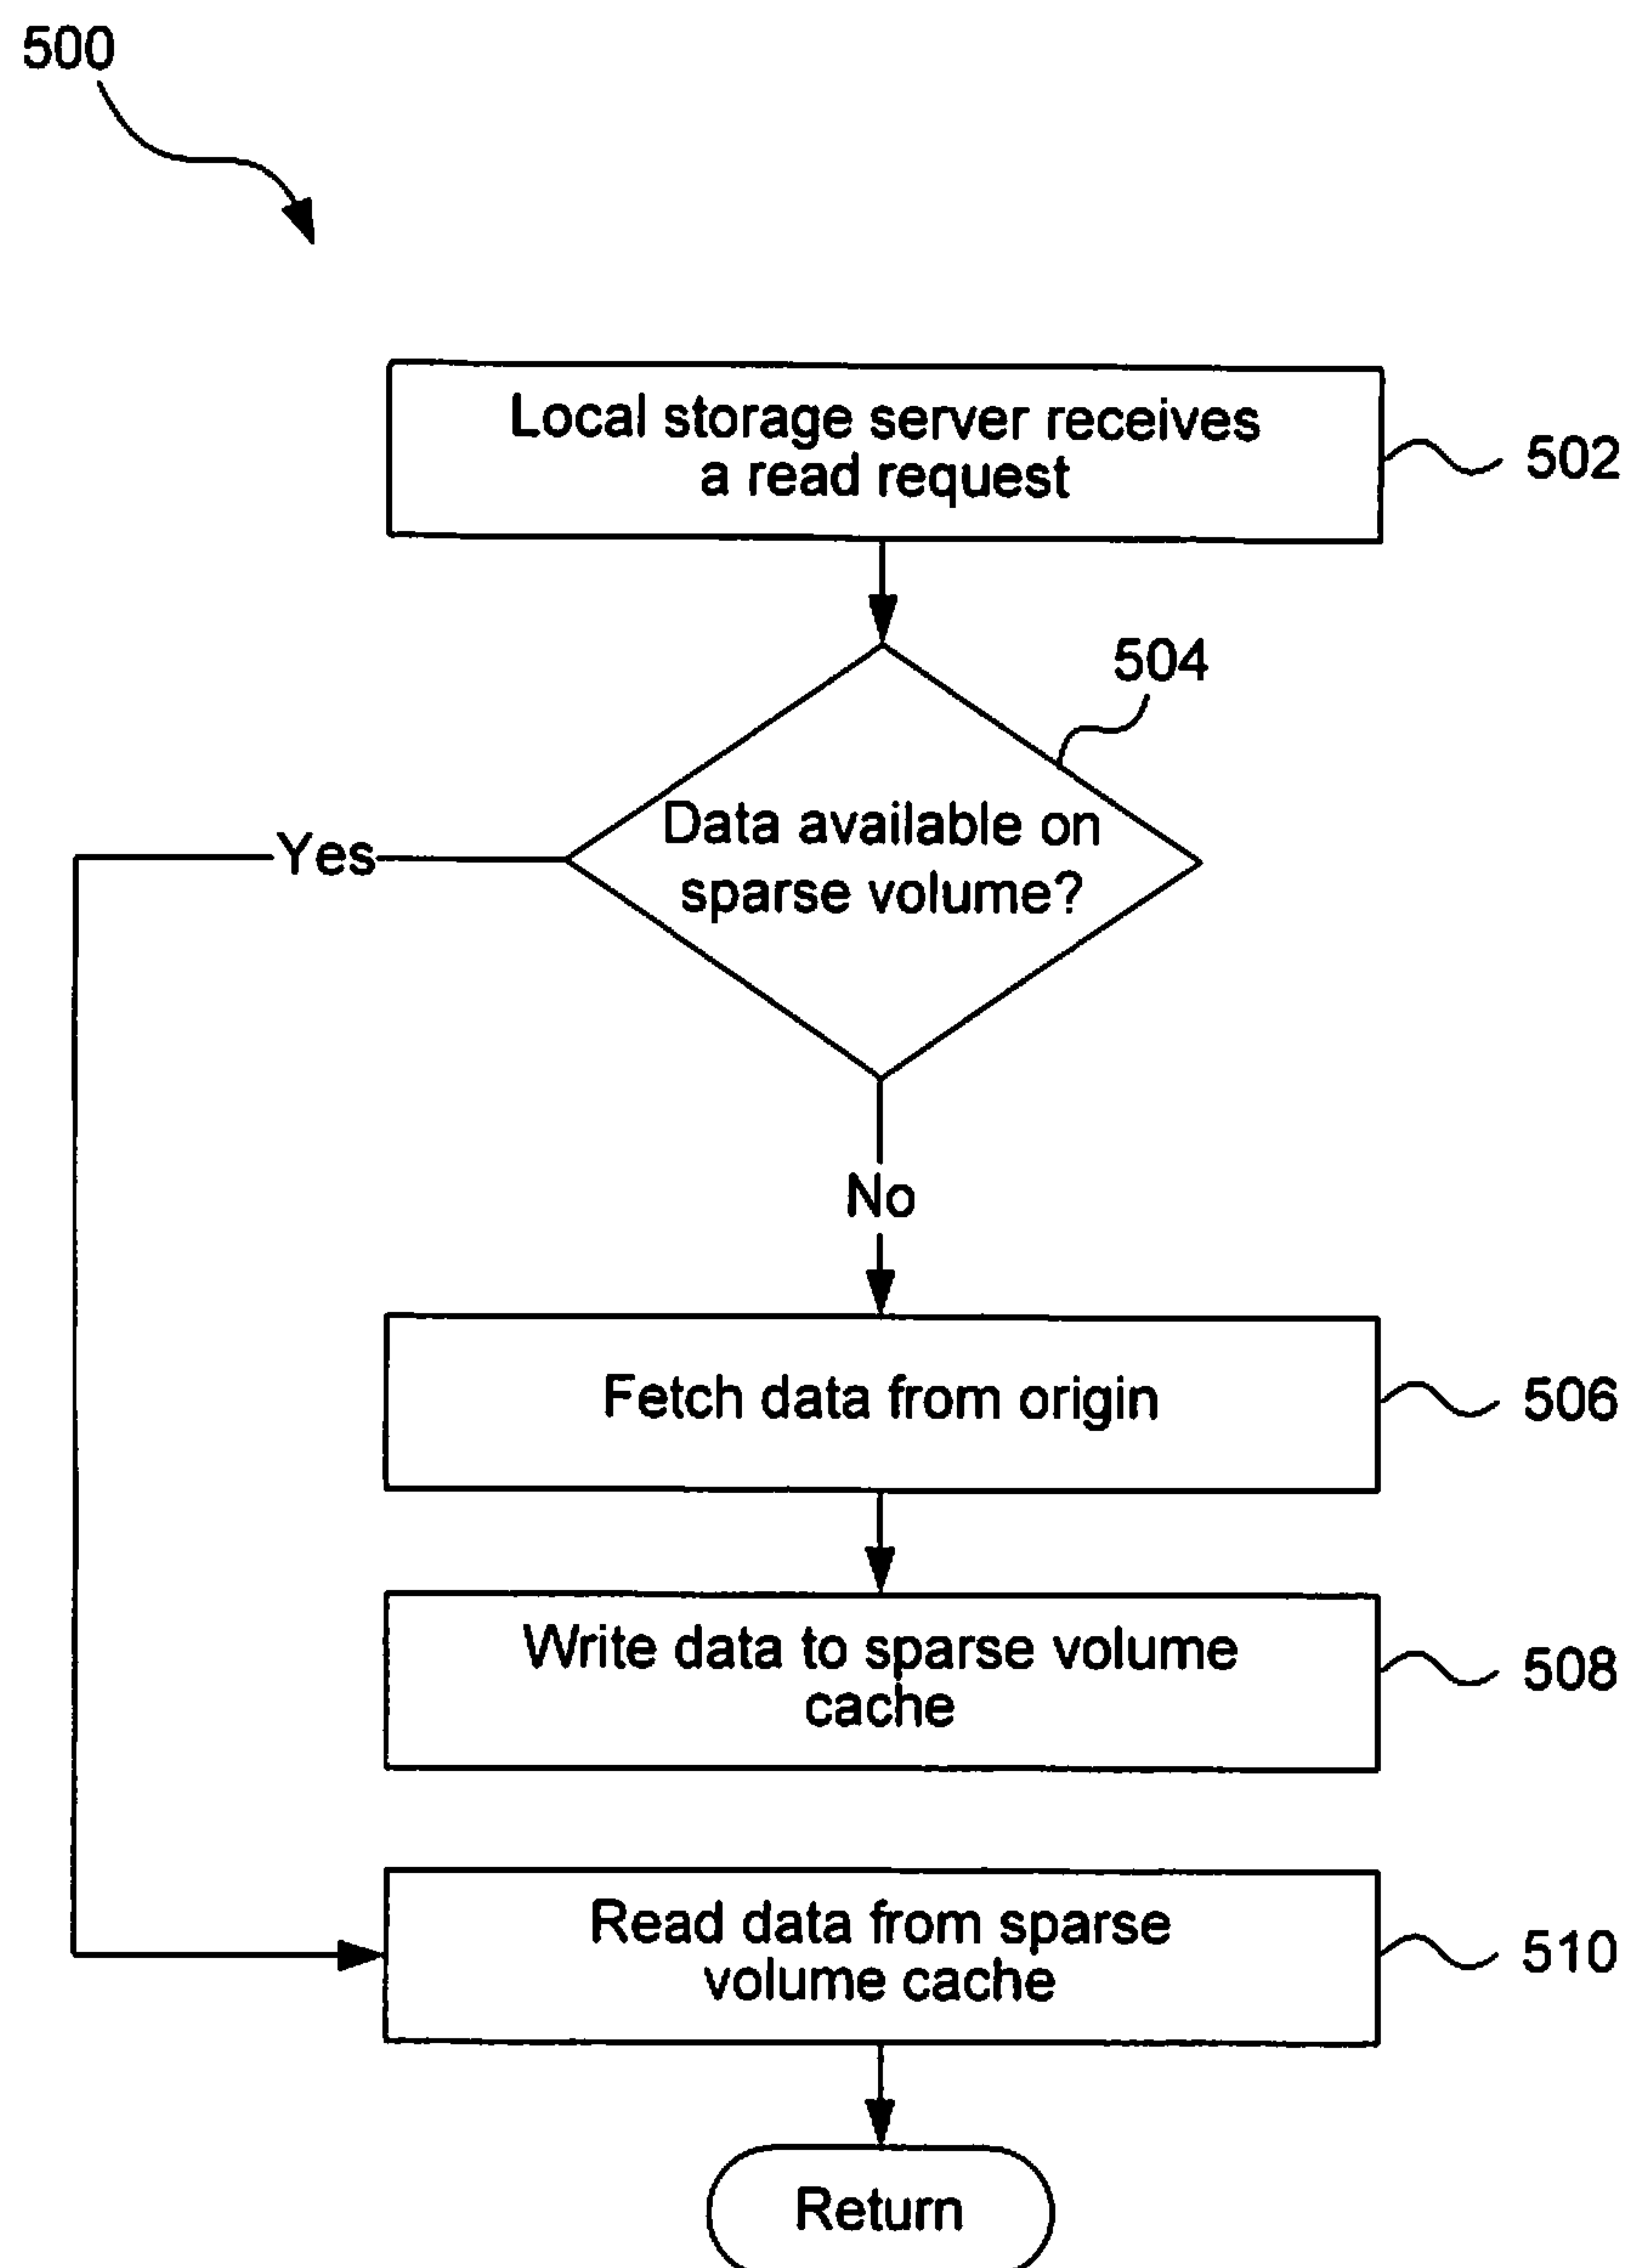 500
Local storage server receives
a read request
502
504
Data available on
sparse volume?
Yes
No
Fetch data from origin
506
Write data to sparse volume
cache
508
Read data from sparse
volume cache
510
Return